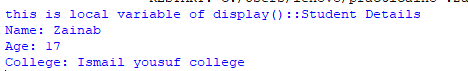 this is local variable of display()::Student Details
Name: Zainab
Age: 17
College: Ismail yousuf college